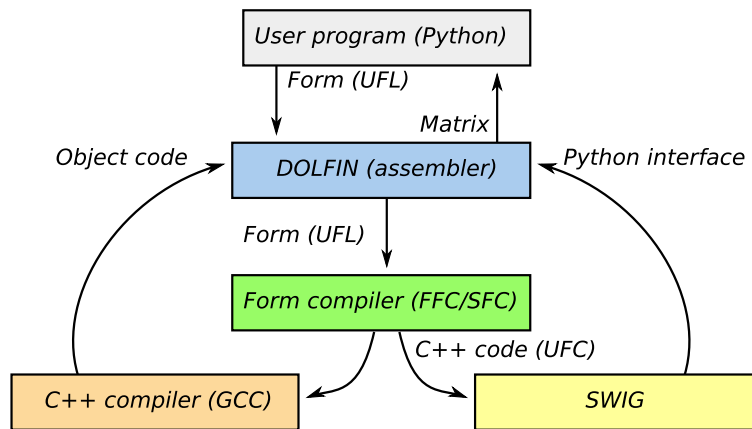 User program (Python)
Form (UFL)
Matrix
Object code
Python interface
DOLFIN (assembler)
Form (UFL)
Form compiler (FFC/SFC)
C++ code (UFC)
C++ compiler (GCC)
SWIG